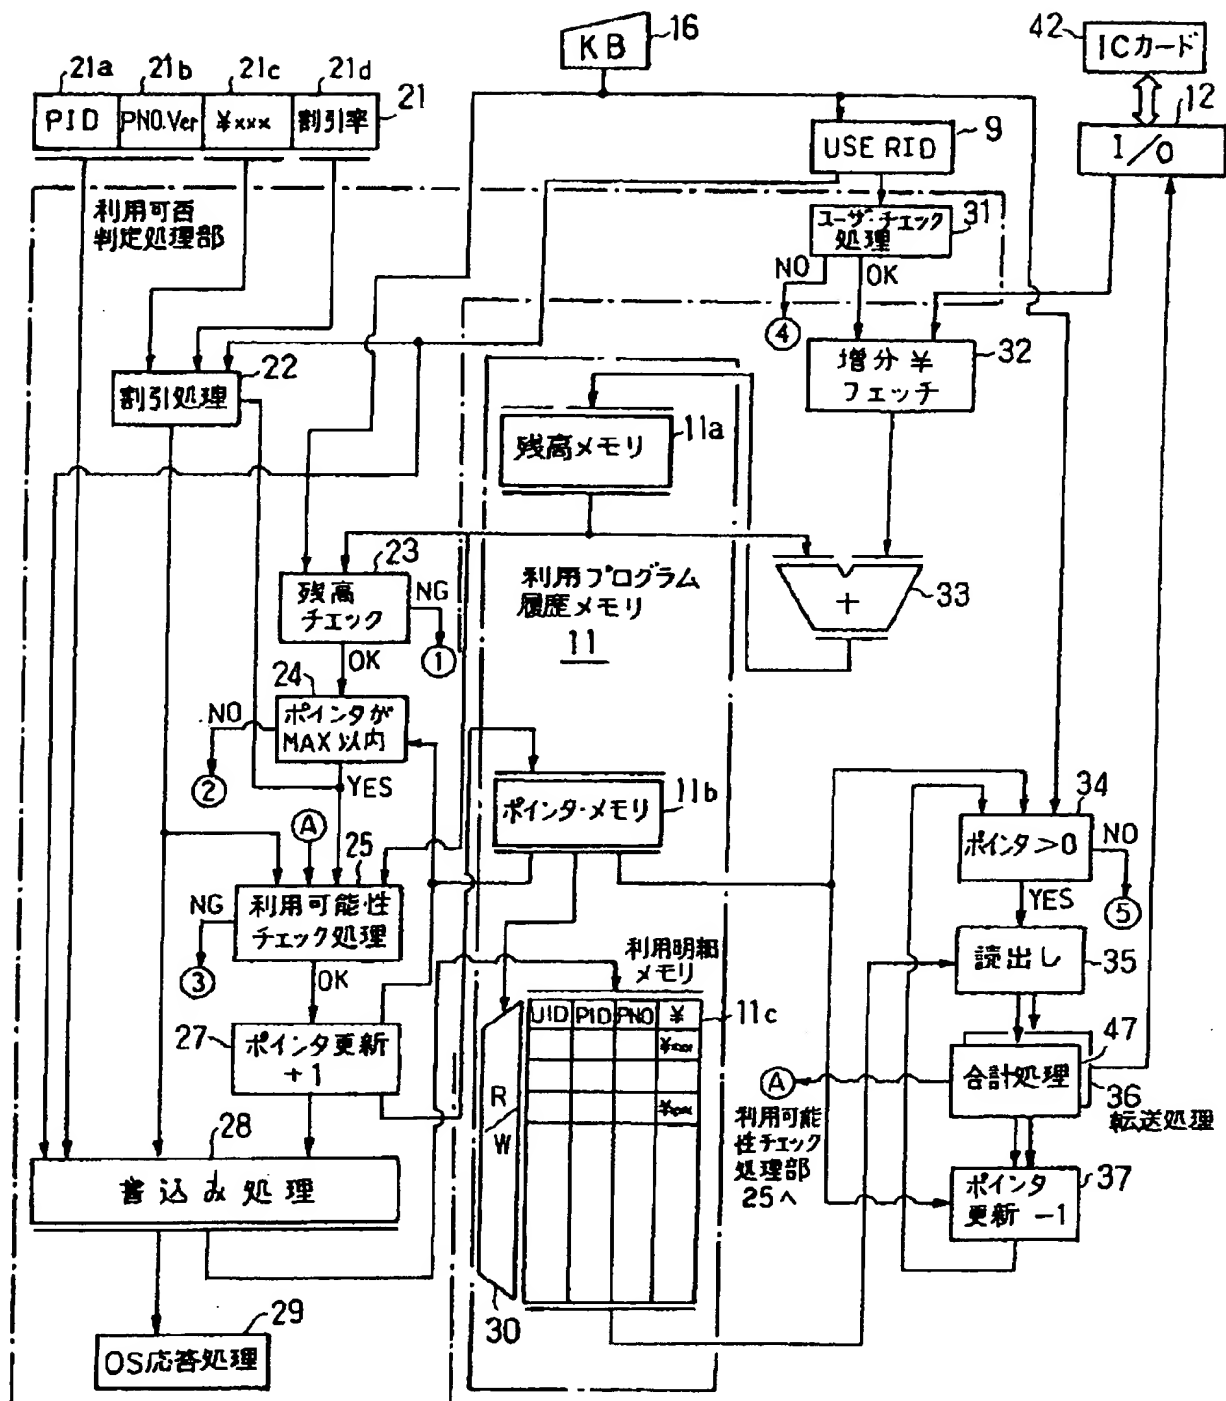 KB
16
42
ICカード
12
I/O
21a
21b
21c
21d
21
PID
PNO.Ver
¥xxx
割引率
9
USERID
利用可否
判定処理部
31
ユーザ・チェック
処理
NO
OK
④
32
増分 ¥
フェッチ
22
割引処理
11a
残高メモリ
23
残高
チェック
NG
①
OK
利用プログラム
履歴メモリ
11
+
33
24
ポインタが
MAX以内
NO
②
YES
11b
ポインタ・メモリ
34
ポインタ>0
NO
⑤
YES
A
25
利用可能性
チェック処理
NG
③
OK
35
読出し
利用明細
メモリ
11c
UID
PID
PNO
¥
¥xxx
¥xxx
R/W
30
27
ポインタ更新
+1
47
合計処理
36
転送処理
A
利用可能
性チェック
処理部
25へ
37
ポインタ
更新 -1
28
書込み処理
29
OS応答処理